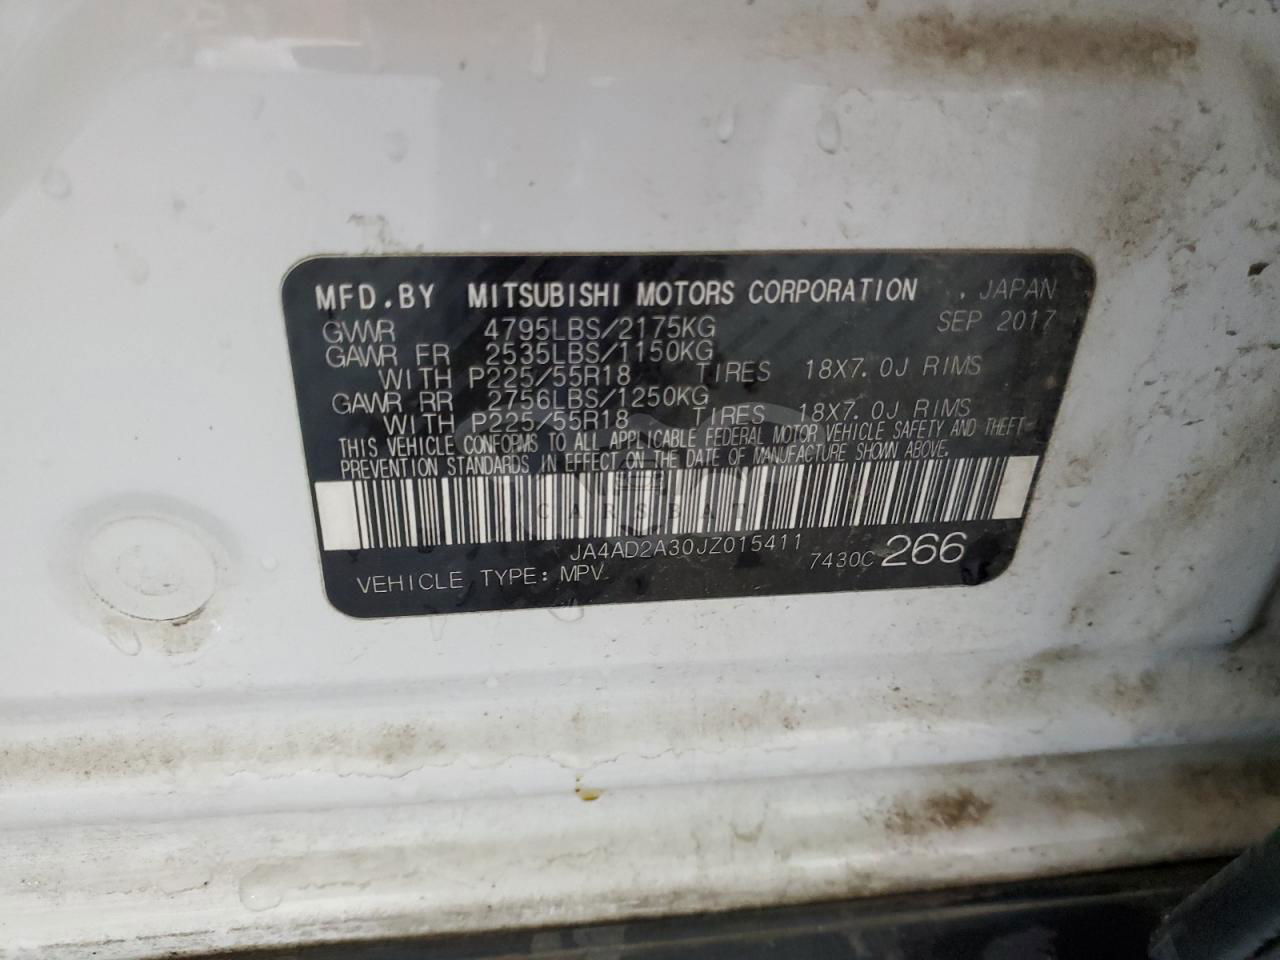 MFD.BY MITSUBISHI MOTORS CORPORATION , JAPAN
GVWR 4795LBS/2175KG SEP 2017
GAWR FR 2535LBS/1150KG
WITH P225/55R18 TIRES 18X7.0J RIMS
GAWR RR 2756LBS/1250KG
WITH P225/55R18 TIRES 18X7.0J RIMS
THIS VEHICLE CONFORMS TO ALL APPLICABLE FEDERAL MOTOR VEHICLE SAFETY AND THEFT
PREVENTION STANDARDS IN EFFECT ON THE DATE OF MANUFACTURE SHOWN ABOVE.
CARSBAT
JA4AD2A30JZ015411
VEHICLE TYPE: MPV 7430C 266